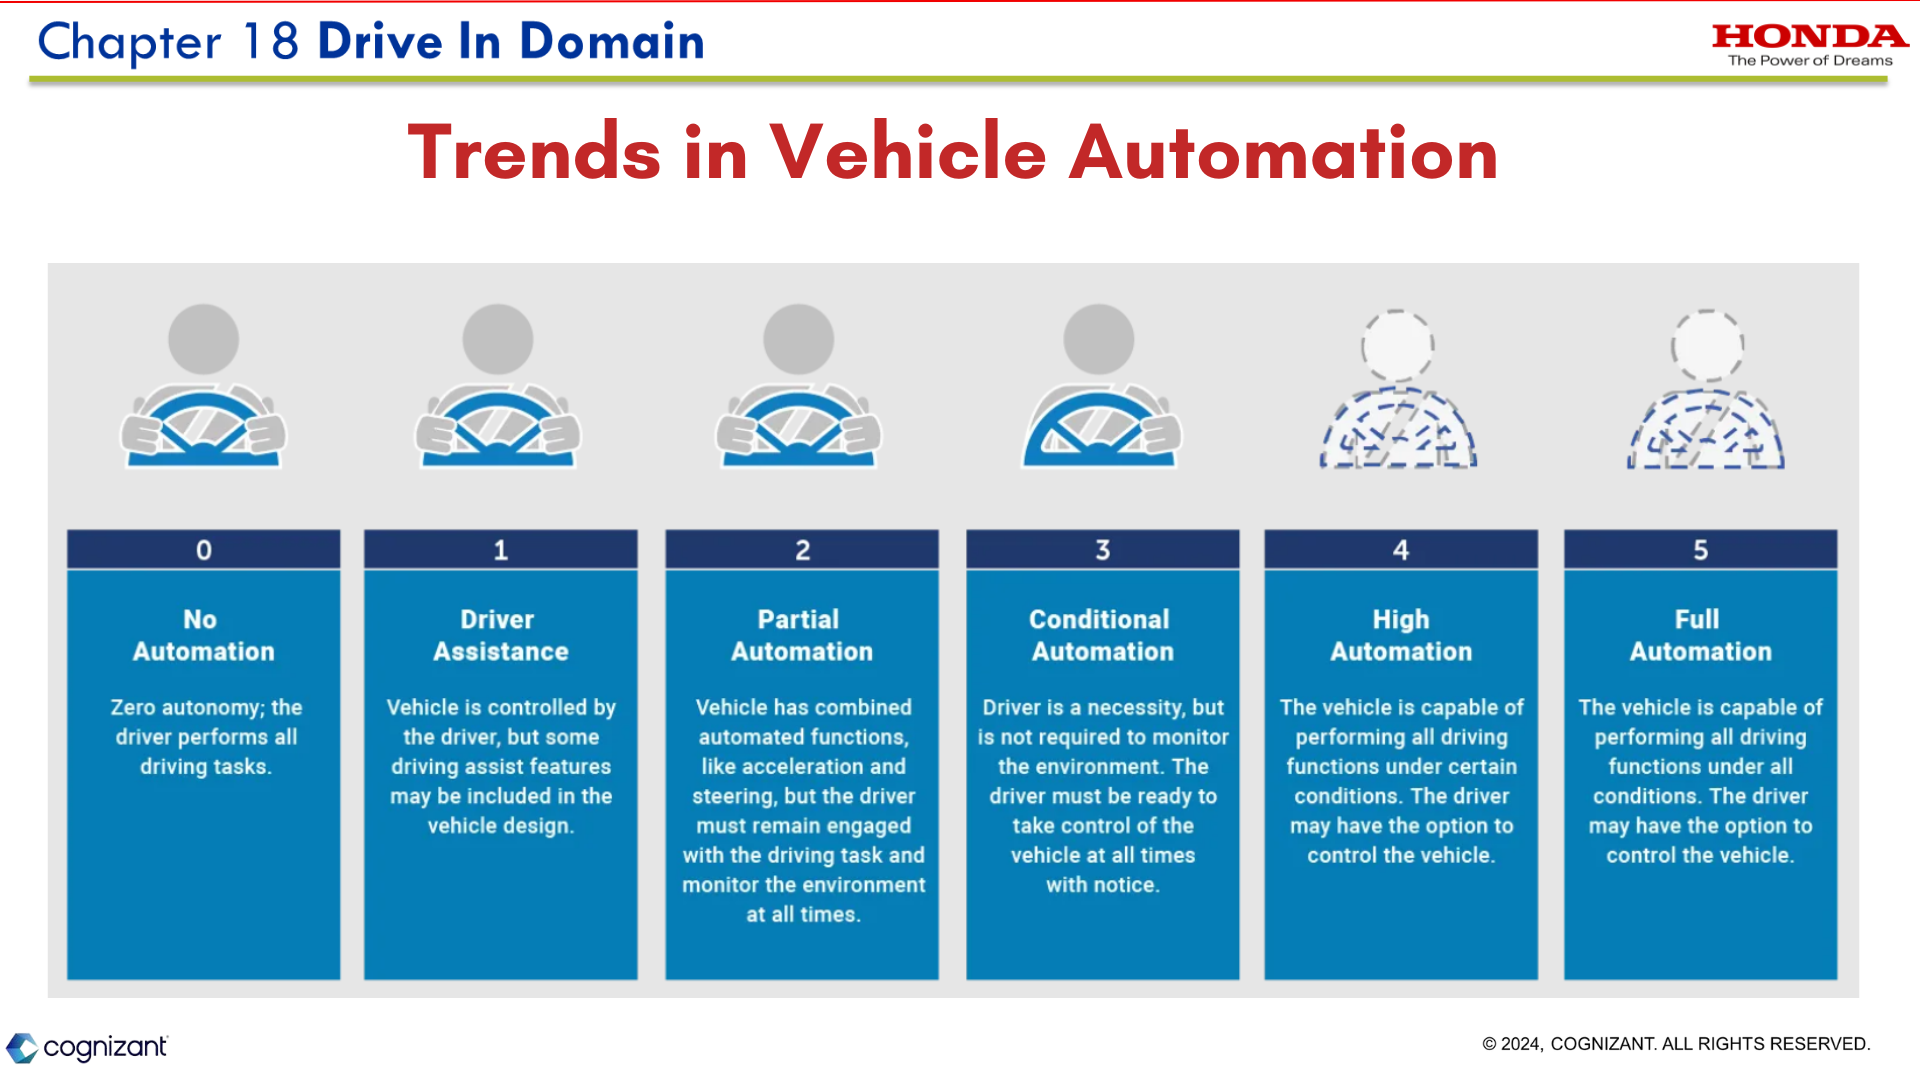 Chapter 18 Drive In Domain
HONDA
The Power of Dreams
Trends in Vehicle Automation
0
No
Automation
Zero autonomy; the
driver performs all
driving tasks.
1
Driver
Assistance
Vehicle is controlled by
the driver, but some
driving assist features
may be included in the
vehicle design.
2
Partial
Automation
Vehicle has combined
automated functions,
like acceleration and
steering, but the driver
must remain engaged
with the driving task and
monitor the environment
at all times.
3
Conditional
Automation
Driver is a necessity, but
is not required to monitor
the environment. The
driver must be ready to
take control of the
vehicle at all times
with notice.
4
High
Automation
The vehicle is capable of
performing all driving
functions under certain
conditions. The driver
may have the option to
control the vehicle.
5
Full
Automation
The vehicle is capable of
performing all driving
functions under all
conditions. The driver
may have the option to
control the vehicle.
cognizant
© 2024, COGNIZANT. ALL RIGHTS RESERVED.